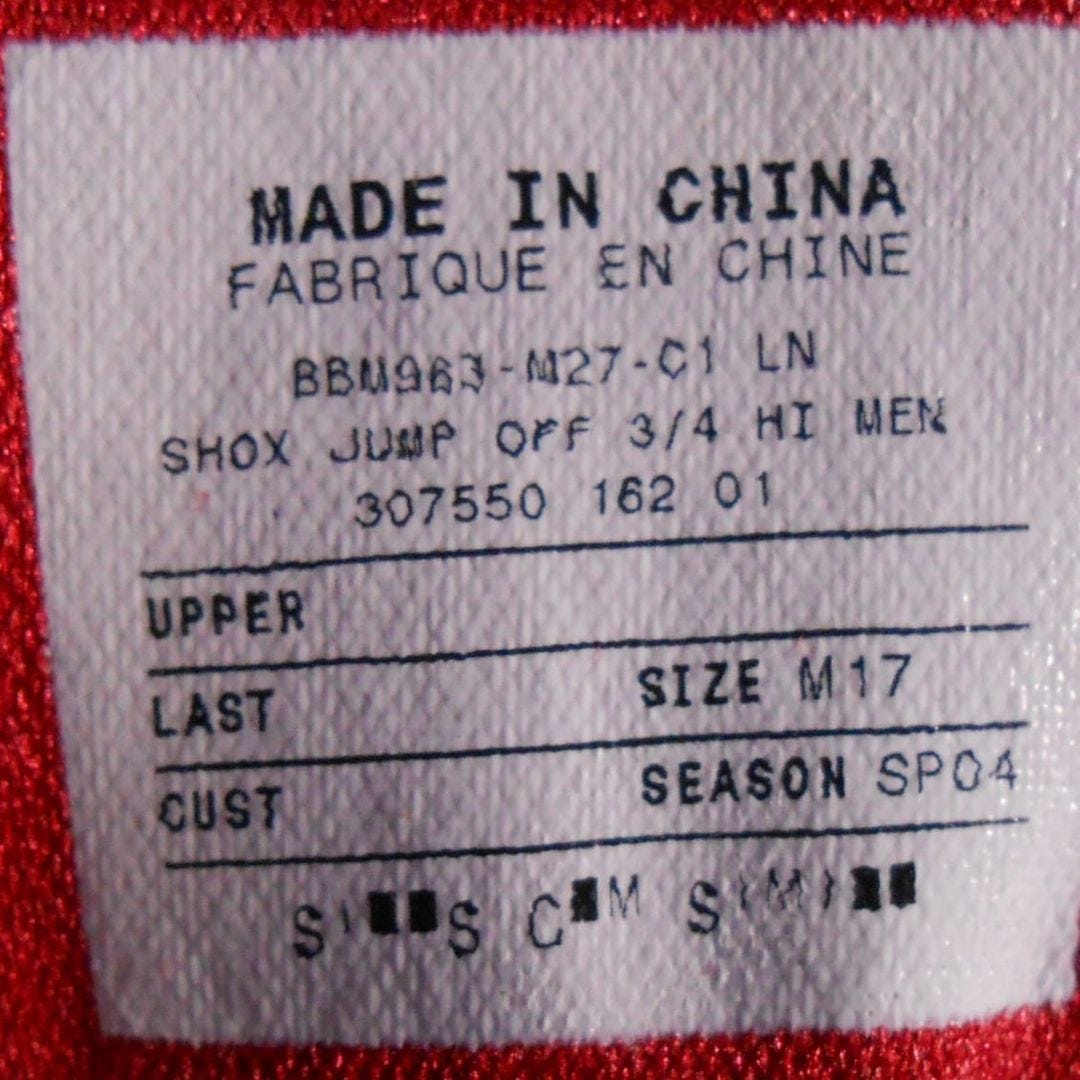 MADE IN CHINA
FABRIQUE EN CHINE
BBM963-M27-C1 LN
SHOX JUMP OFF 3/4 HI MEN
307550 162 01
UPPER
LAST SIZE M17
CUST SEASON SP04